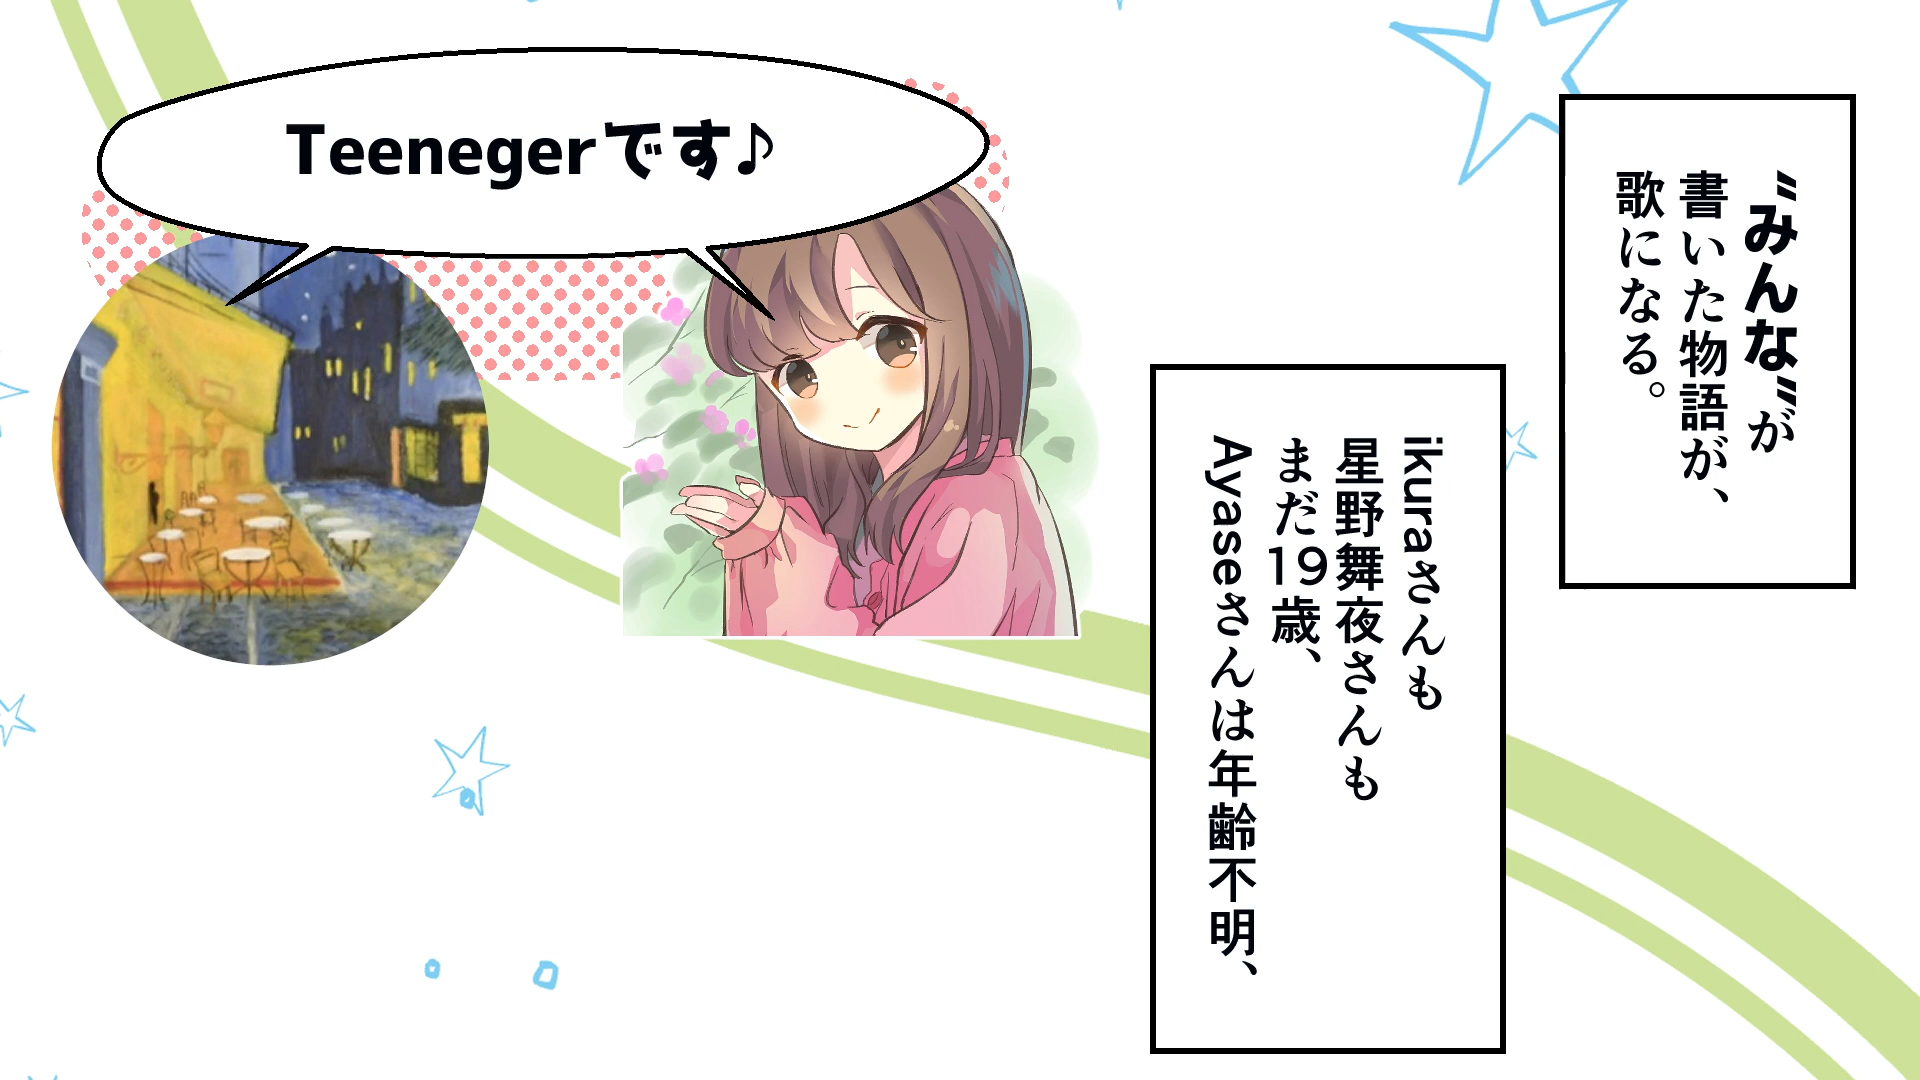 〝みんな〟が
書いた物語が、
歌になる。
ikuraさんも
星野舞夜さんも
まだ19歳、
Ayaseさんは年齢不明、
Teenegerです♪